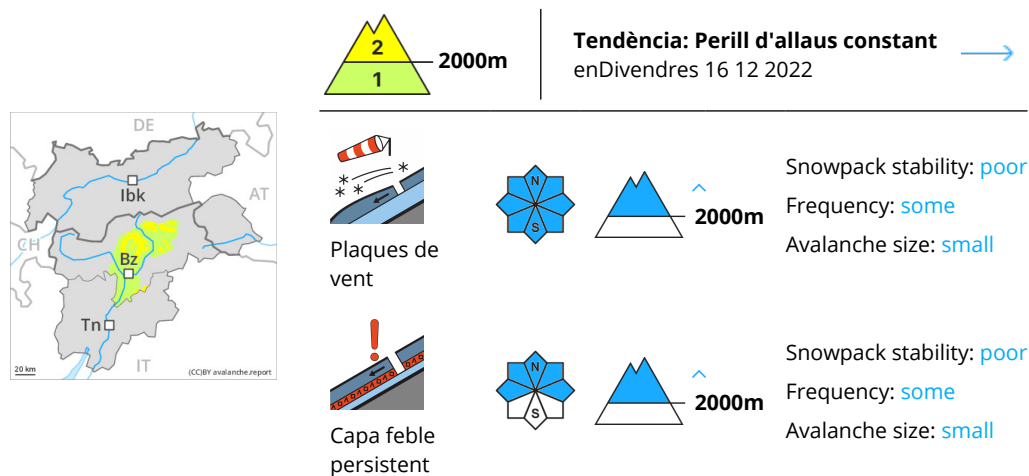 2
1
2000m
Tendència: Perill d'allaus constant
enDivendres 16 12 2022
DE
Ibk
AT
CH
Bz
Tn
IT
20 km
(CC)BY avalanche.report
N
S
2000m
Plaques de
vent
Snowpack stability: poor
Frequency: some
Avalanche size: small
N
S
2000m
Capa feble
persistent
Snowpack stability: poor
Frequency: some
Avalanche size: small